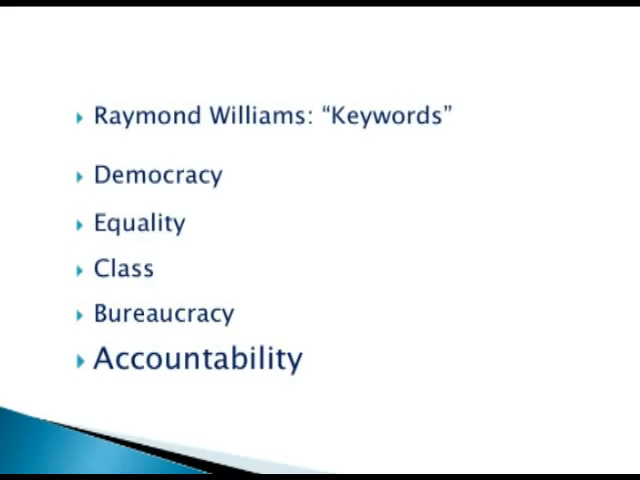 Raymond Williams: “Keywords”
Democracy
Equality
Class
Bureaucracy
Accountability